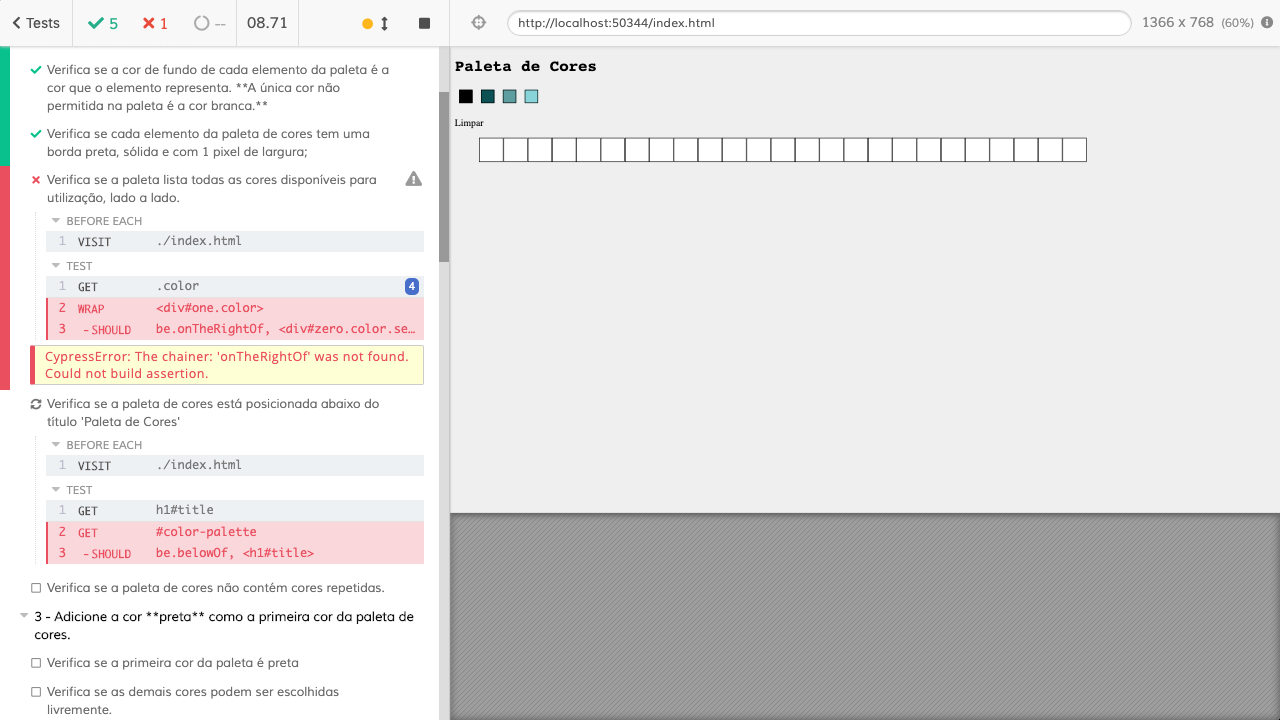 Tests 5 1 -- 08.71 http://localhost:50344/index.html 1366 x 768 (60%)
Verifica se a cor de fundo de cada elemento da paleta é a
cor que o elemento representa. **A única cor não
permitida na paleta é a cor branca.**
Verifica se cada elemento da paleta de cores tem uma
borda preta, sólida e com 1 pixel de largura;
Verifica se a paleta lista todas as cores disponíveis para
utilização, lado a lado.
BEFORE EACH
1 VISIT ./index.html
TEST
1 GET .color 4
2 WRAP <div#one.color>
3 -SHOULD be.onTheRightOf, <div#zero.color.se…
CypressError: The chainer: 'onTheRightOf' was not found.
Could not build assertion.
Verifica se a paleta de cores está posicionada abaixo do
título 'Paleta de Cores'
BEFORE EACH
1 VISIT ./index.html
TEST
1 GET h1#title
2 GET #color-palette
3 -SHOULD be.belowOf, <h1#title>
Verifica se a paleta de cores não contém cores repetidas.
3 - Adicione a cor **preta** como a primeira cor da paleta de
cores.
Verifica se a primeira cor da paleta é preta
Verifica se as demais cores podem ser escolhidas
livremente.
Paleta de Cores
Limpar